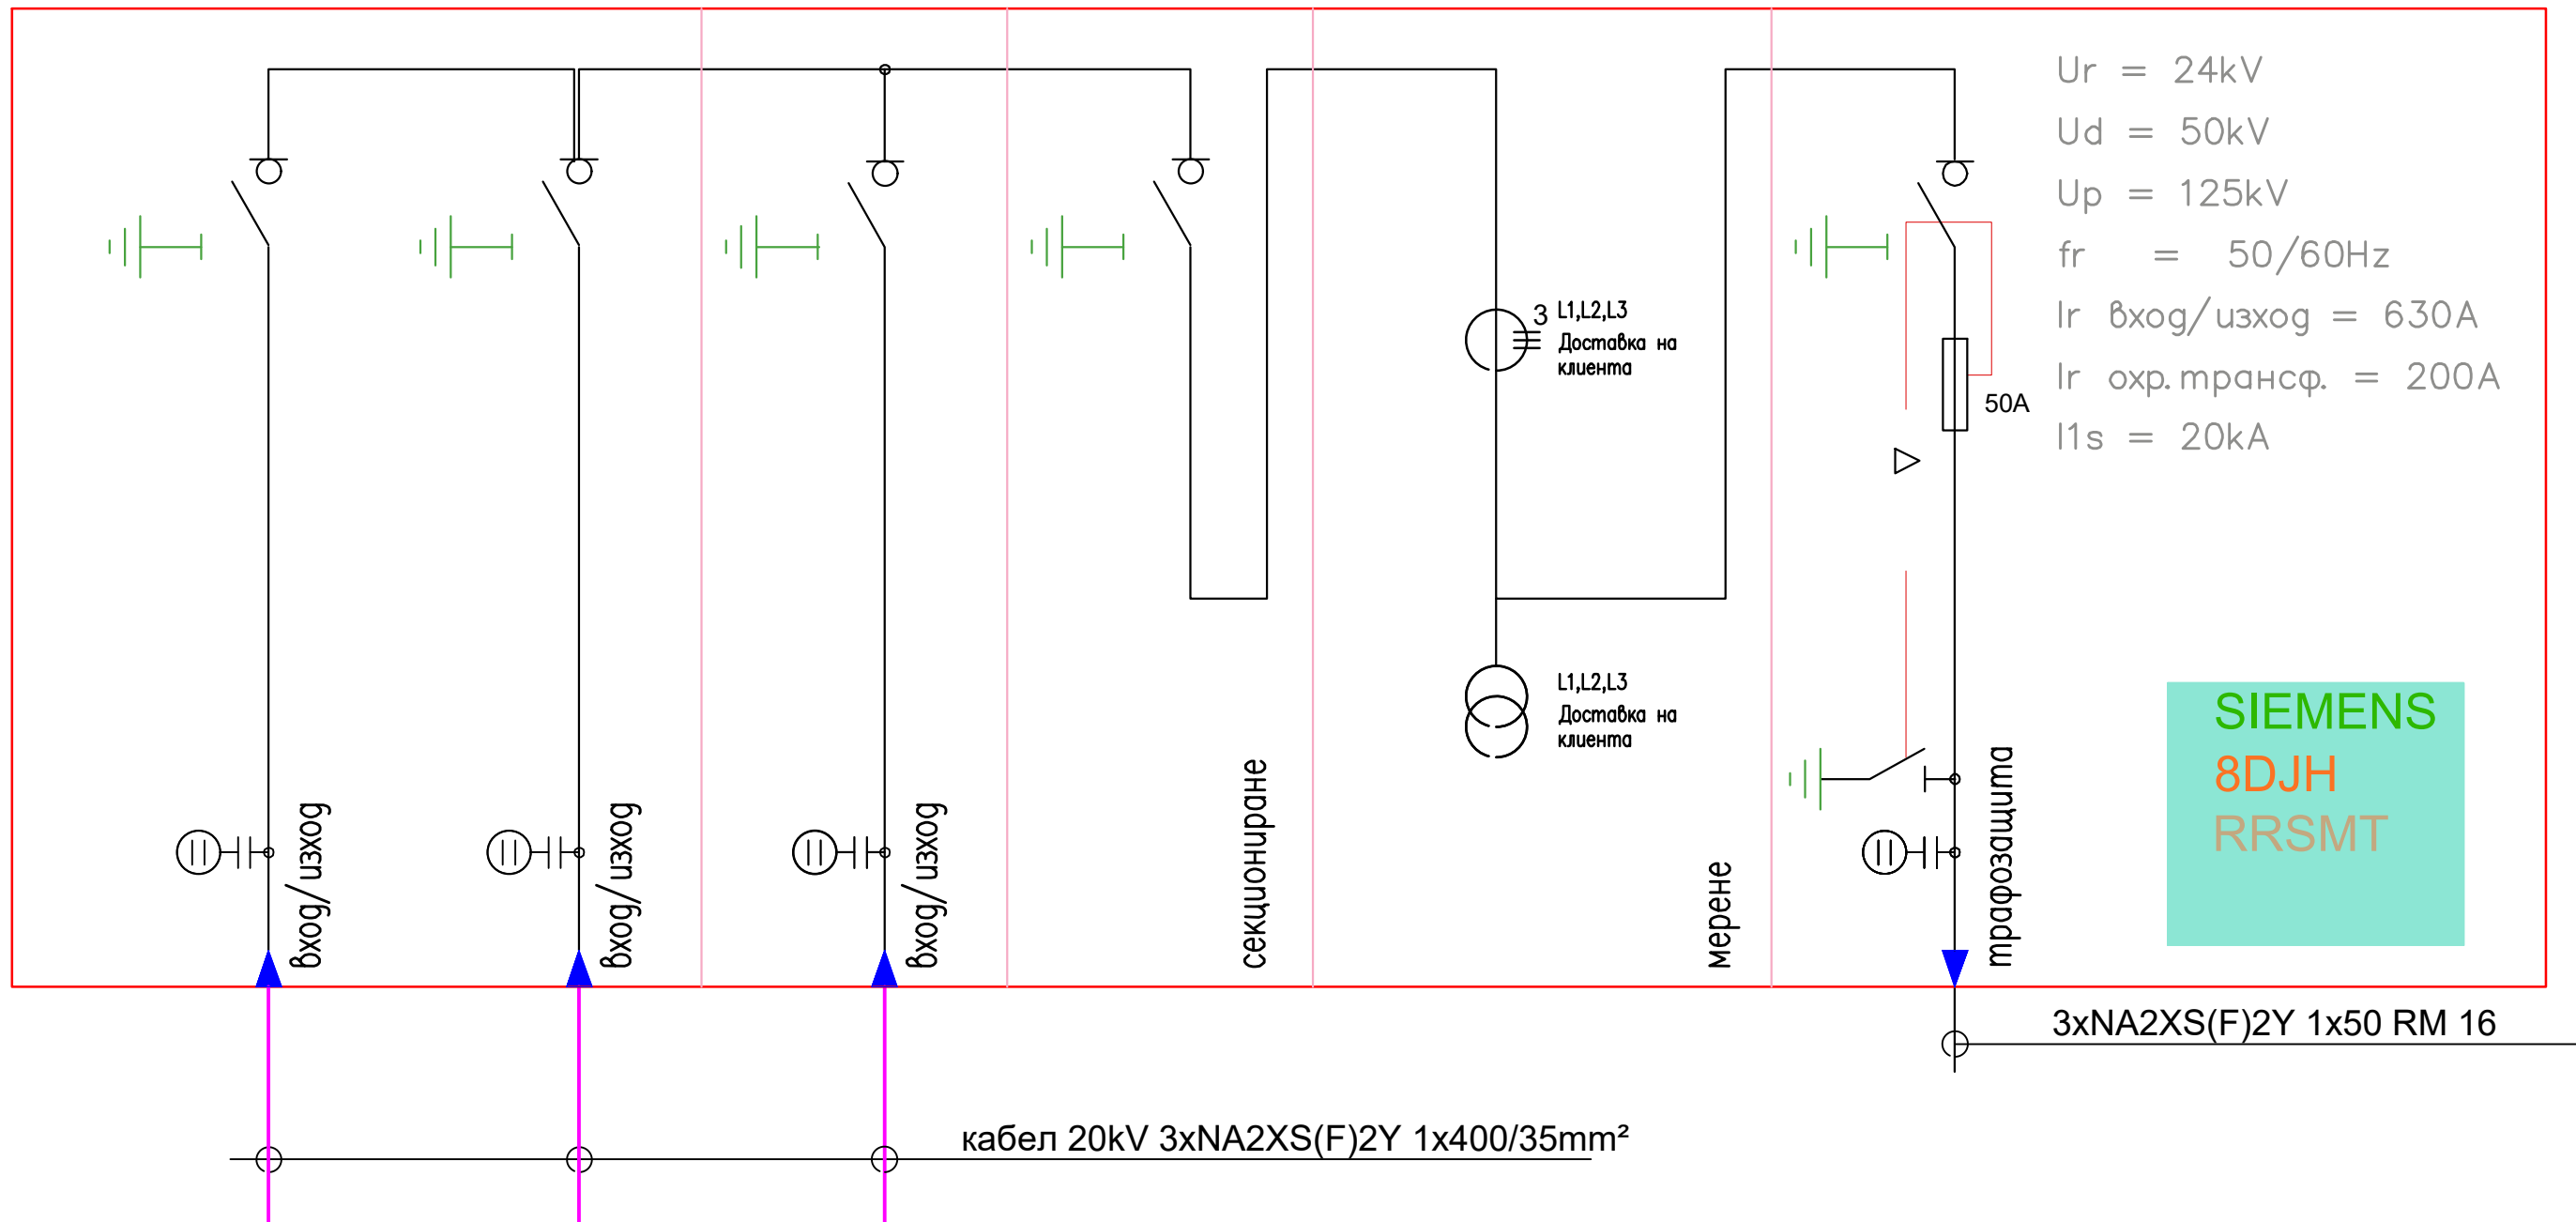 Ur = 24kV
Ud = 50kV
Up = 125kV
fr = 50/60Hz
Ir вход/изход = 630A
Ir охр.трансф. = 200A
I1s = 20kA
3 L1,L2,L3
Доставка на
клиента
50A
L1,L2,L3
Доставка на
клиента
вход/изход
вход/изход
вход/изход
секциониране
мерене
трафозащита
SIEMENS
8DJH
RRSMT
3xNA2XS(F)2Y 1x50 RM 16
кабел 20kV 3xNA2XS(F)2Y 1x400/35mm²